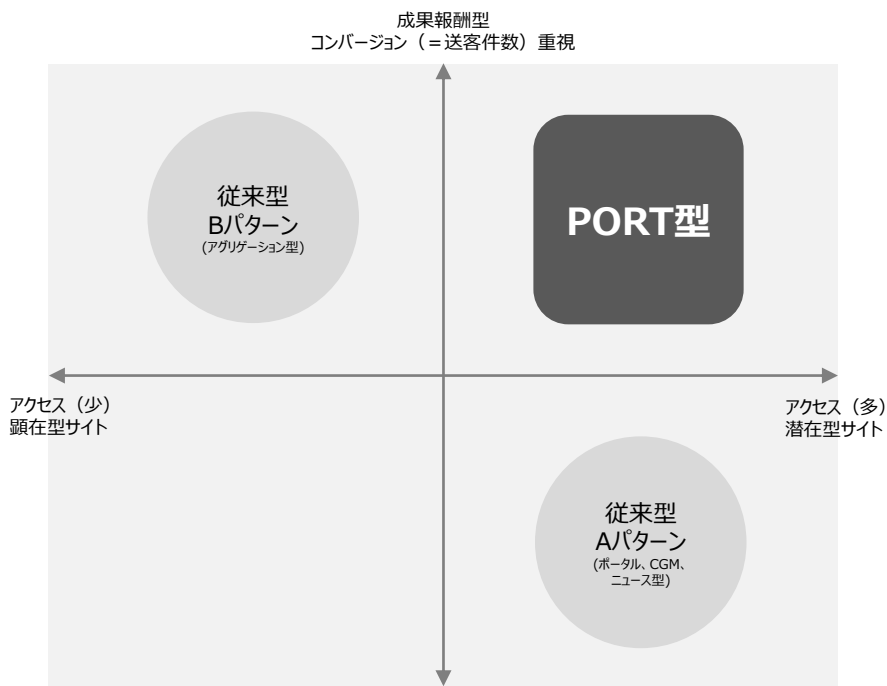 成果報酬型
コンバージョン（＝送客件数）重視
従来型
Bパターン
(アグリゲーション型)
PORT型
アクセス（少）
顕在型サイト
アクセス（多）
潜在型サイト
従来型
Aパターン
(ポータル、CGM、
ニュース型)